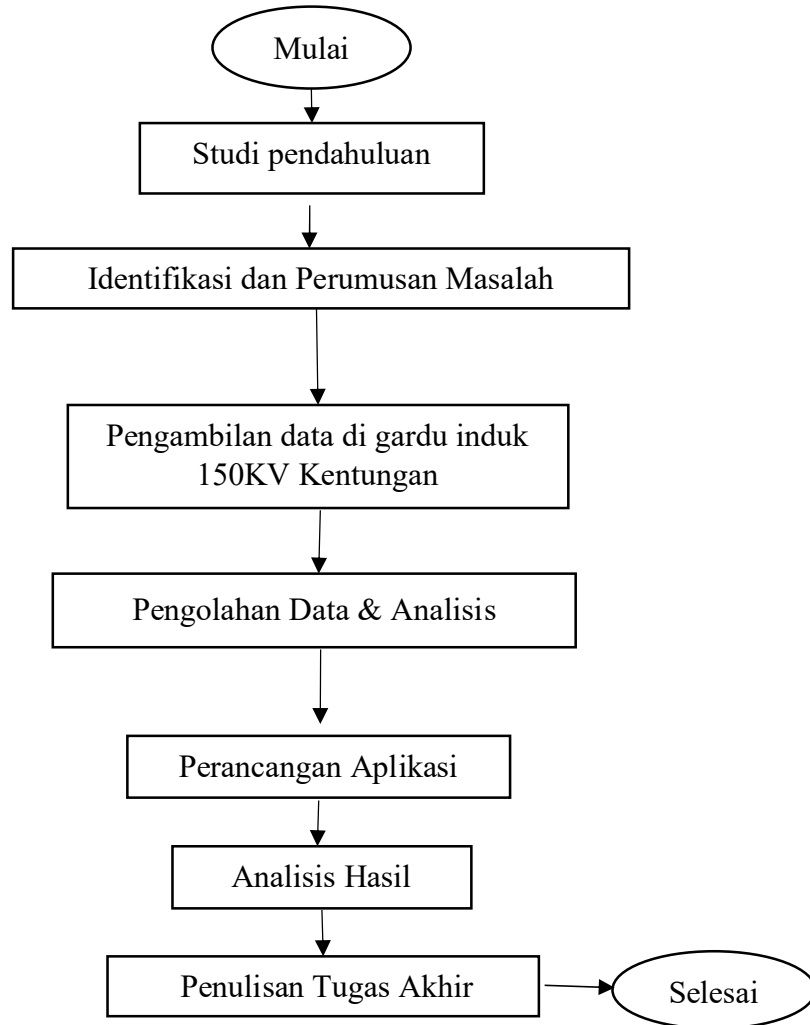 Mulai
Studi pendahuluan
Identifikasi dan Perumusan Masalah
Pengambilan data di gardu induk
150KV Kentungan
Pengolahan Data & Analisis
Perancangan Aplikasi
Analisis Hasil
Penulisan Tugas Akhir
Selesai